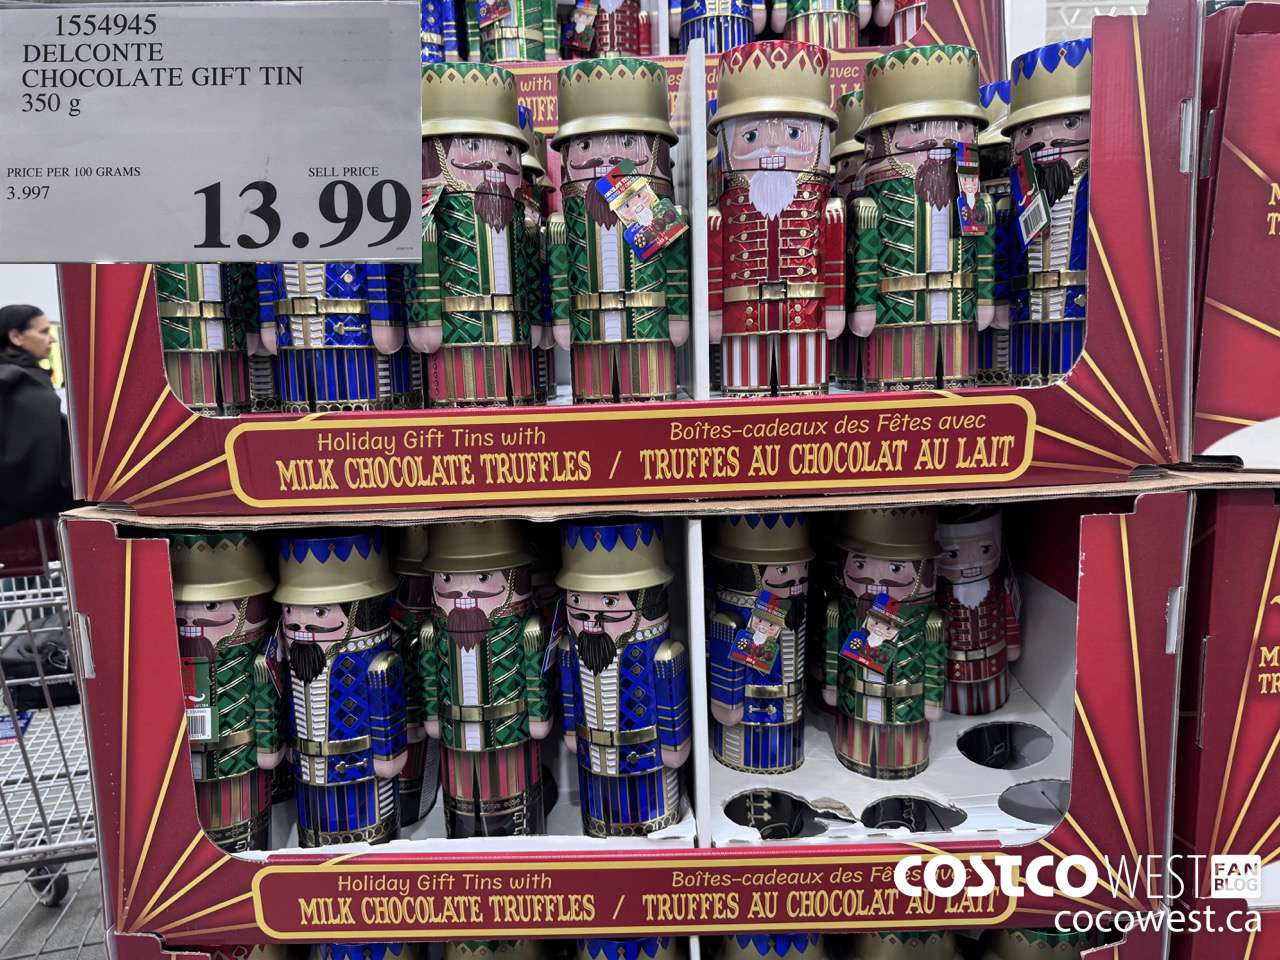 1554945
DELCONTE
CHOCOLATE GIFT TIN
350 g
PRICE PER 100 GRAMS
3.997
SELL PRICE
13.99
with
avec
Holiday Gift Tins with
MILK CHOCOLATE TRUFFLES / 
Boîtes-cadeaux des Fêtes avec
TRUFFES AU CHOCOLAT AU LAIT
Holiday Gift Tins with
MILK CHOCOLATE TRUFFLES / 
Boîtes-cadeaux des Fêtes avec
TRUFFES AU CHOCOLAT AU LAIT
COSTCO WEST FAN BLOG
cocowest.ca